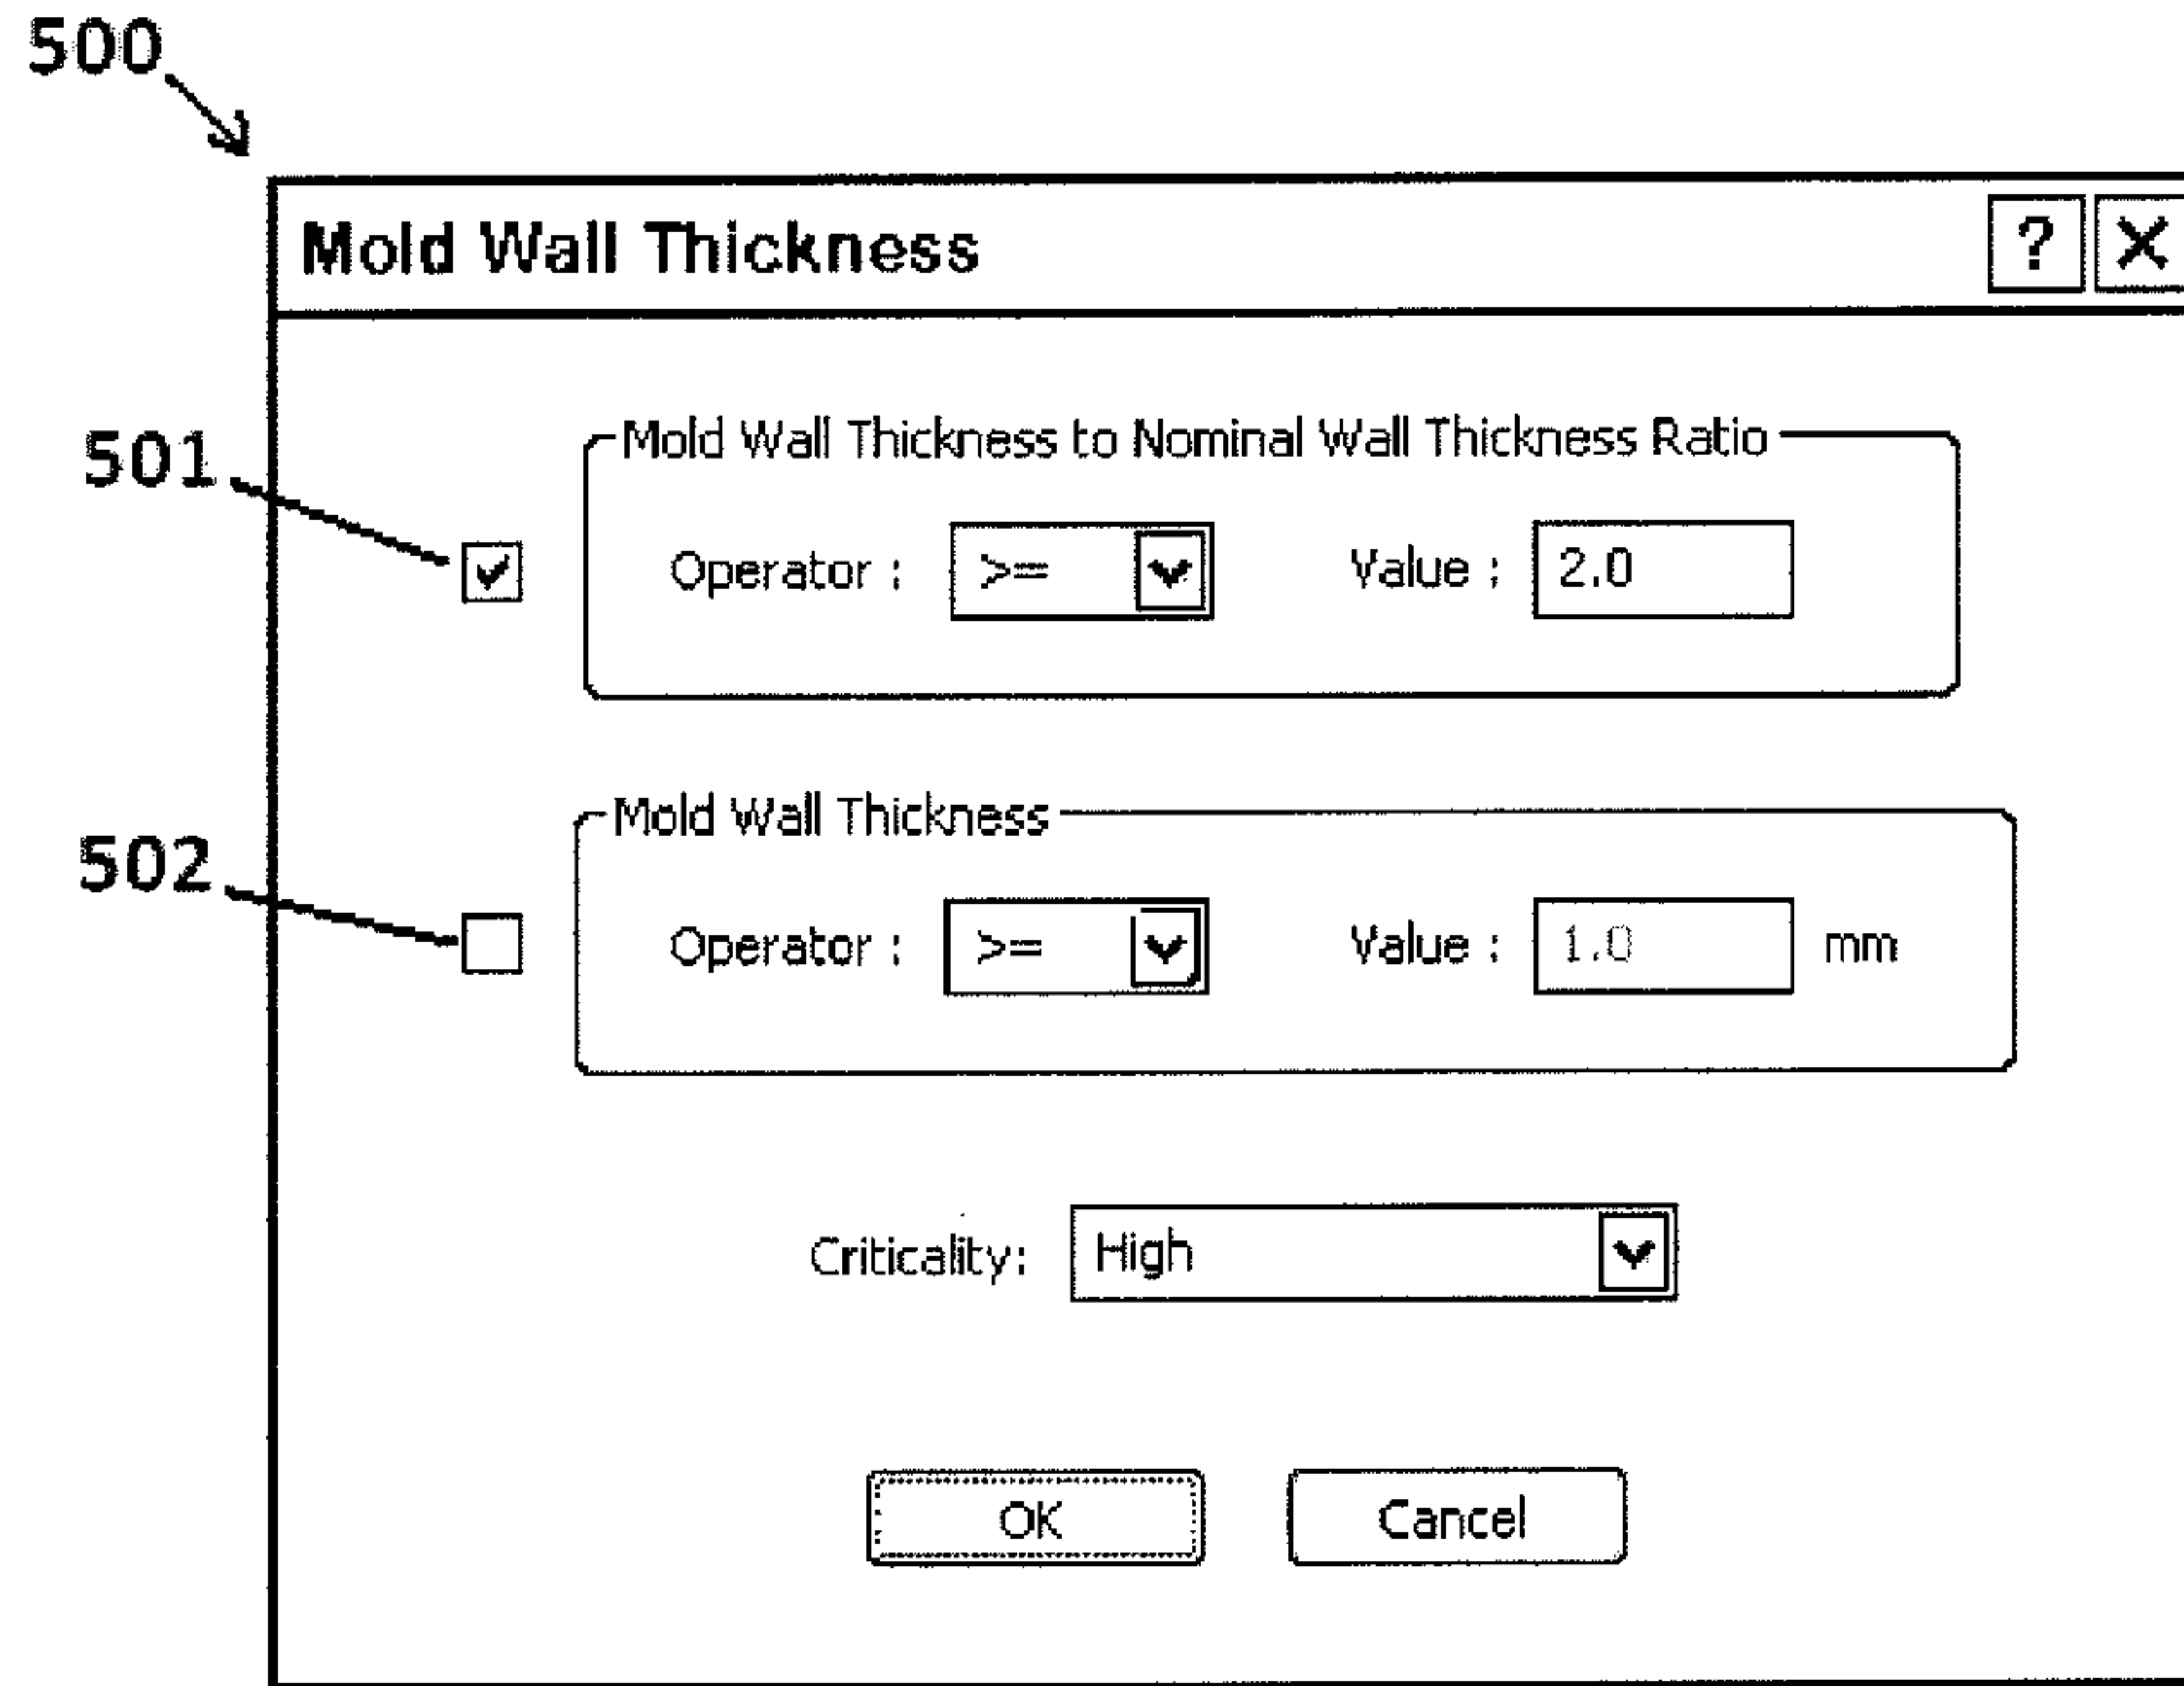 500
Mold Wall Thickness ? X
501
Mold Wall Thickness to Nominal Wall Thickness Ratio
Operator : >= Value : 2.0
502
Mold Wall Thickness
Operator : >= Value : 1.0 mm
Criticality: High
OK Cancel